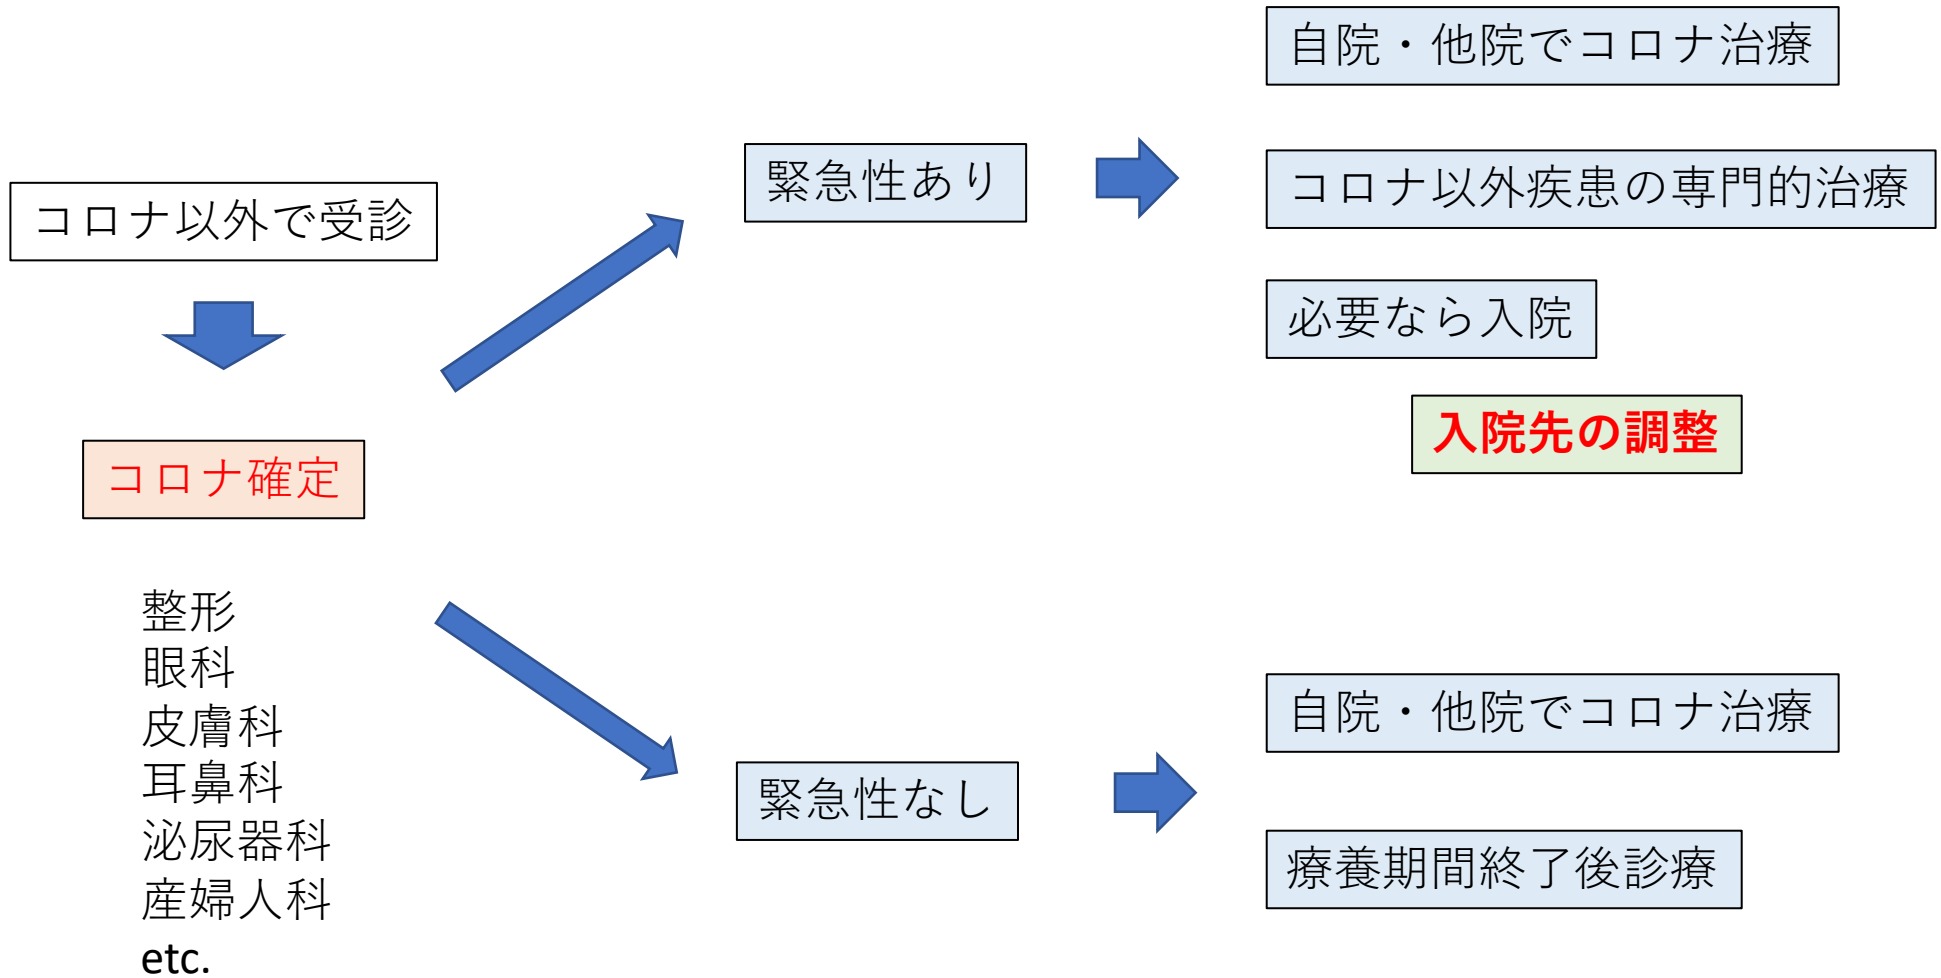 コロナ以外で受診
コロナ確定
整形
眼科
皮膚科
耳鼻科
泌尿器科
産婦人科
etc.
緊急性あり
自院・他院でコロナ治療
コロナ以外疾患の専門的治療
必要なら入院
入院先の調整
緊急性なし
自院・他院でコロナ治療
療養期間終了後診療